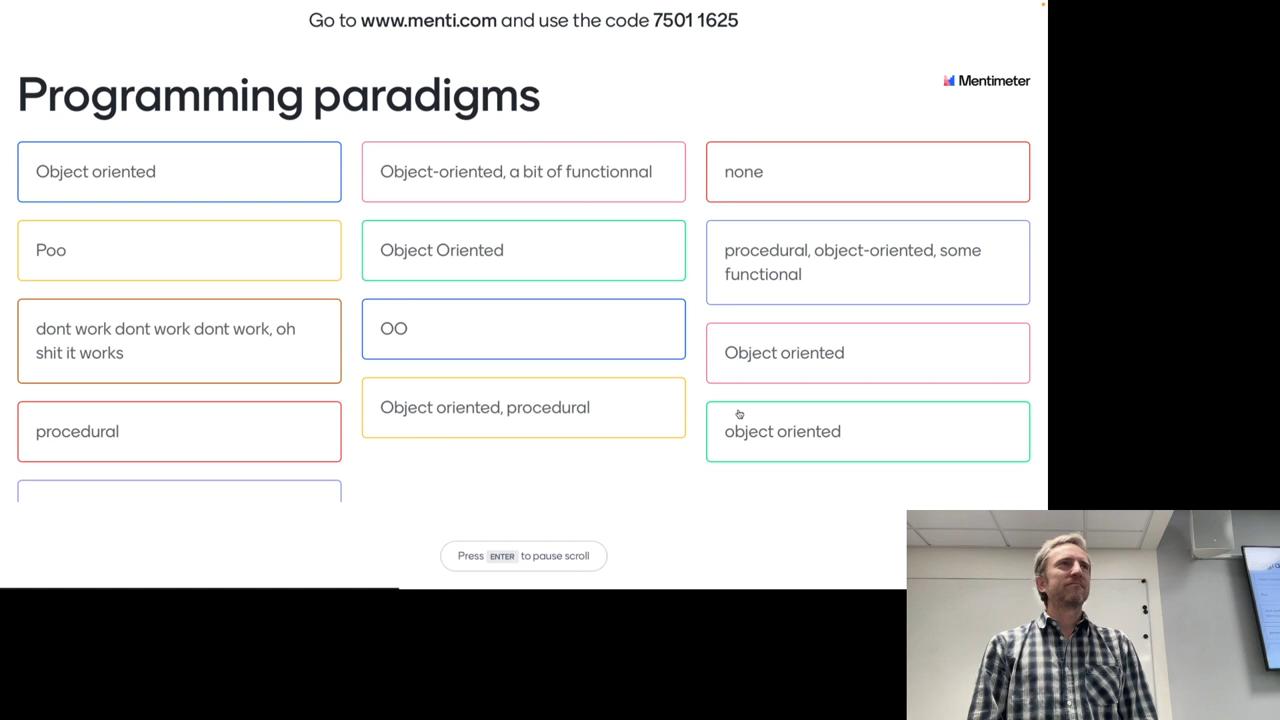 Go to www.menti.com and use the code 7501 1625
Programming paradigms
Mentimeter
Object oriented
Poo
dont work dont work dont work, oh
shit it works
procedural
Object-oriented, a bit of functionnal
Object Oriented
OO
Object oriented, procedural
none
procedural, object-oriented, some
functional
Object oriented
object oriented
Press ENTER to pause scroll